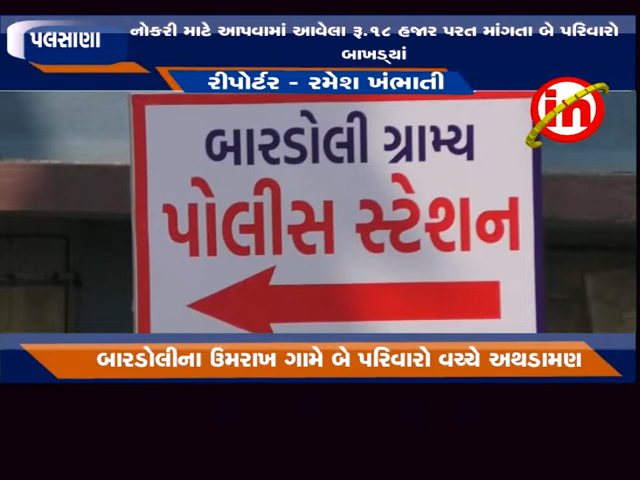 પલસાણા
નોકરી માટે આપવામાં આવેલા રૂ.૧૮ હજાર પરત માંગતા બે પરિવારો
બાખડ્યાં
રીપોર્ટર - રમેશ ખંભાતી
in
બારડોલી ગ્રામ્ય
પોલીસ સ્ટેશન
બારડોલીના ઉમરાખ ગામે બે પરિવારો વચ્ચે અથડામણ